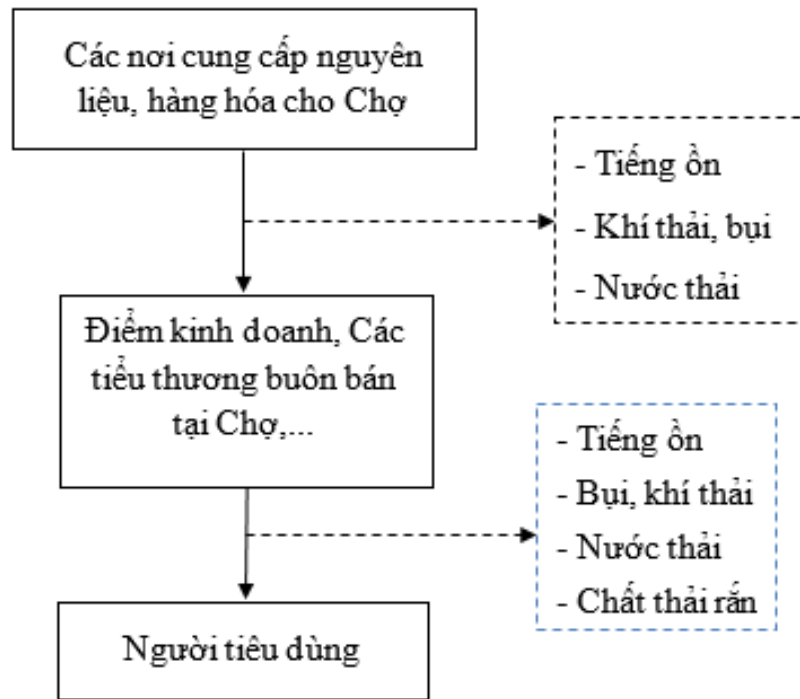 Các nơi cung cấp nguyên
liệu, hàng hóa cho Chợ
- Tiếng ồn
- Khí thải, bụi
- Nước thải
Điểm kinh doanh, Các
tiểu thương buôn bán
tại Chợ,...
- Tiếng ồn
- Bụi, khí thải
- Nước thải
- Chất thải rắn
Người tiêu dùng